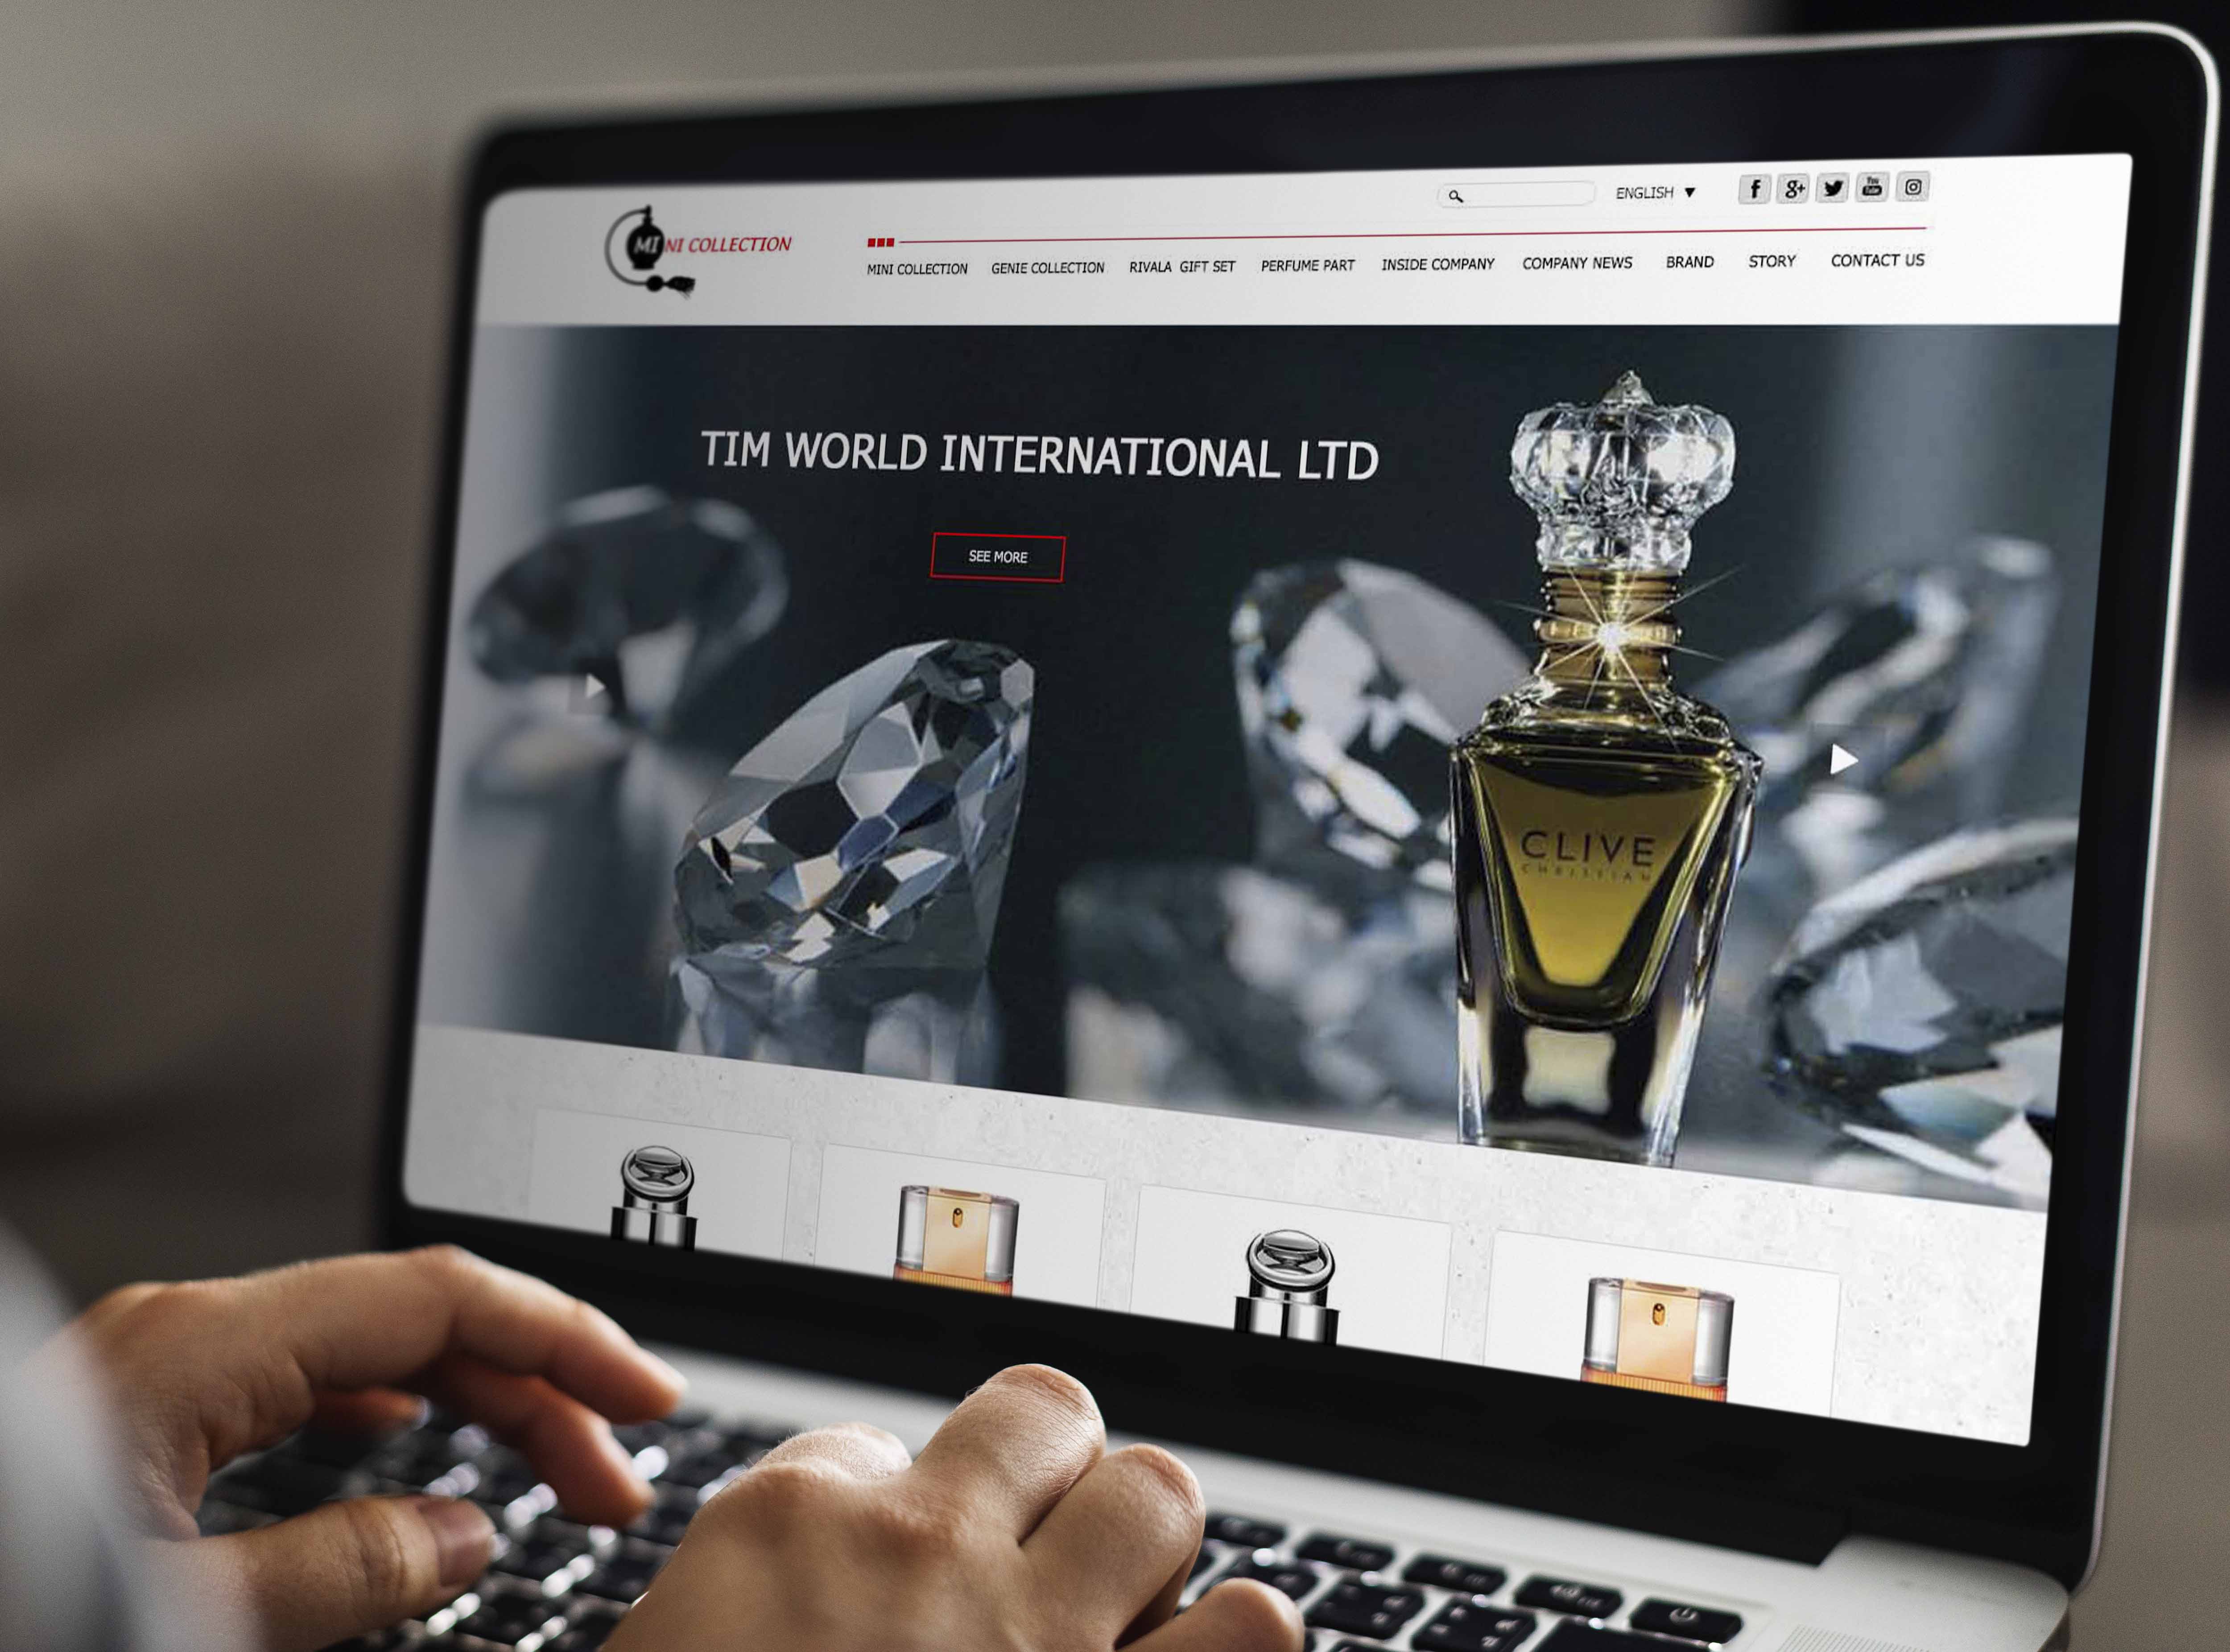 ENGLISH
f g+ You Tube
MINI COLLECTION
MINI COLLECTION GENIE COLLECTION RIVALA GIFT SET PERFUME PART INSIDE COMPANY COMPANY NEWS BRAND STORY CONTACT US
TIM WORLD INTERNATIONAL LTD
SEE MORE
CLIVE
CHRISTIAN